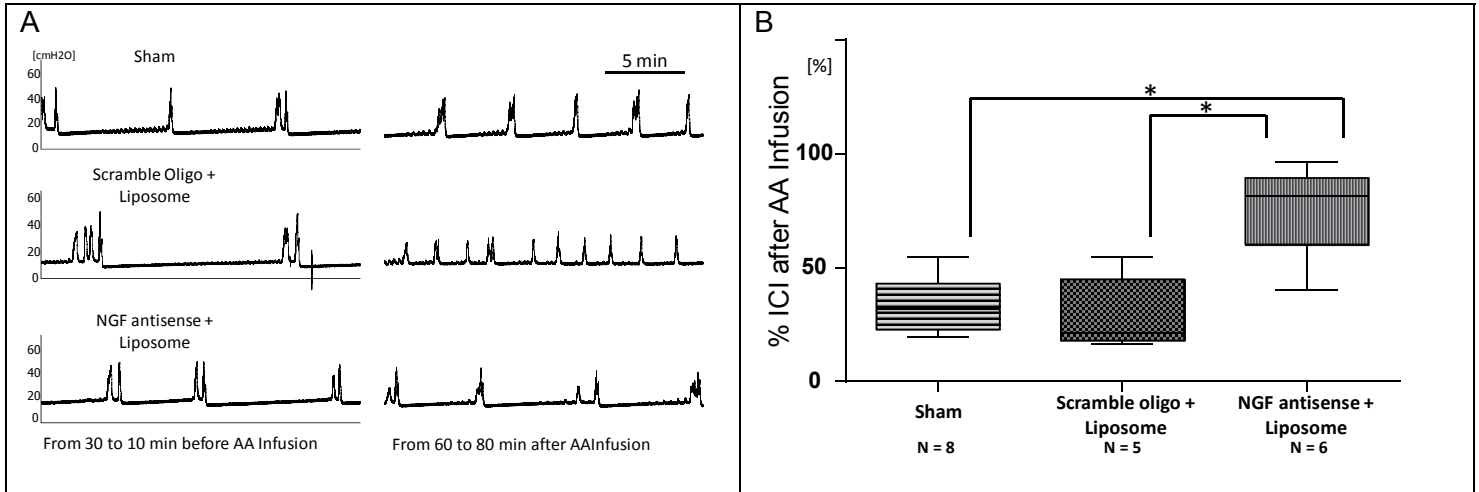 A
[cmH2O]
Sham
5 min
60
40
20
0
Scramble Oligo +
Liposome
60
40
20
0
NGF antisense +
Liposome
60
40
20
0
From 30 to 10 min before AA Infusion
From 60 to 80 min after AAInfusion
B
[%]
% ICI after AA Infusion
100
50
0
*
*
Sham
N = 8
Scramble oligo +
Liposome
N = 5
NGF antisense +
Liposome
N = 6